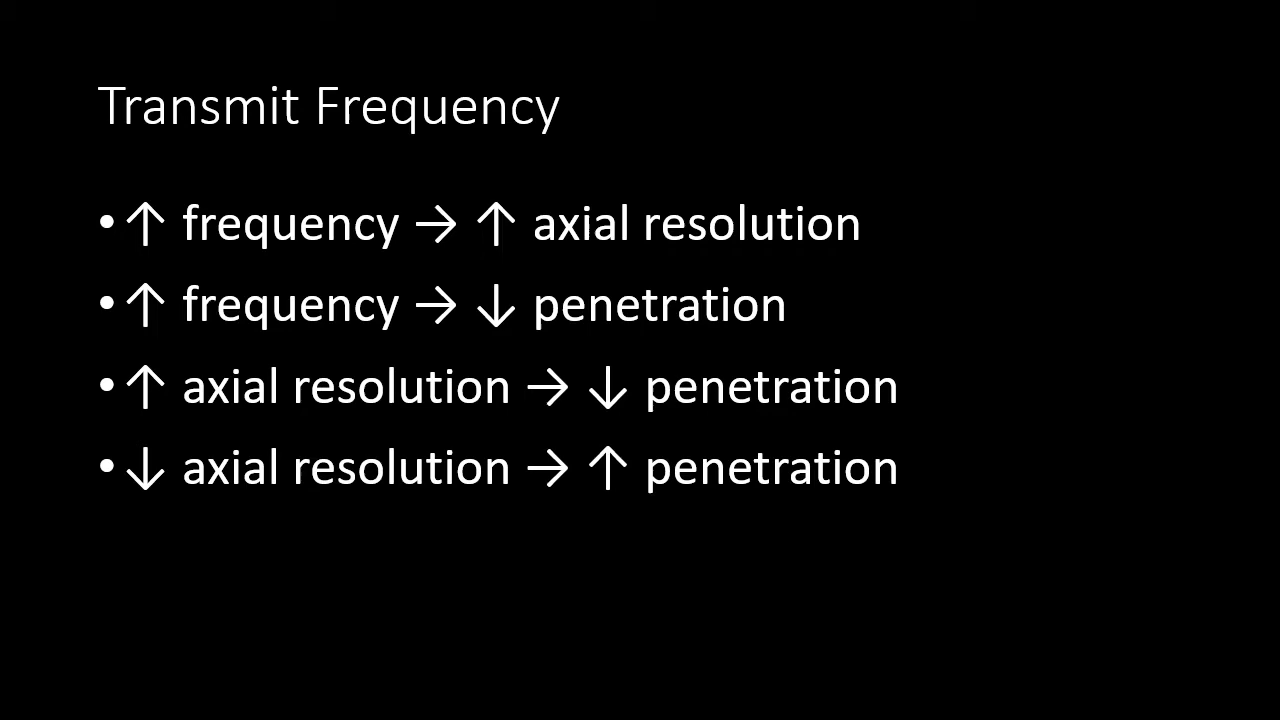 Transmit Frequency
•↑ frequency → ↑ axial resolution
•↑ frequency → ↓ penetration
•↑ axial resolution → ↓ penetration
•↓ axial resolution → ↑ penetration